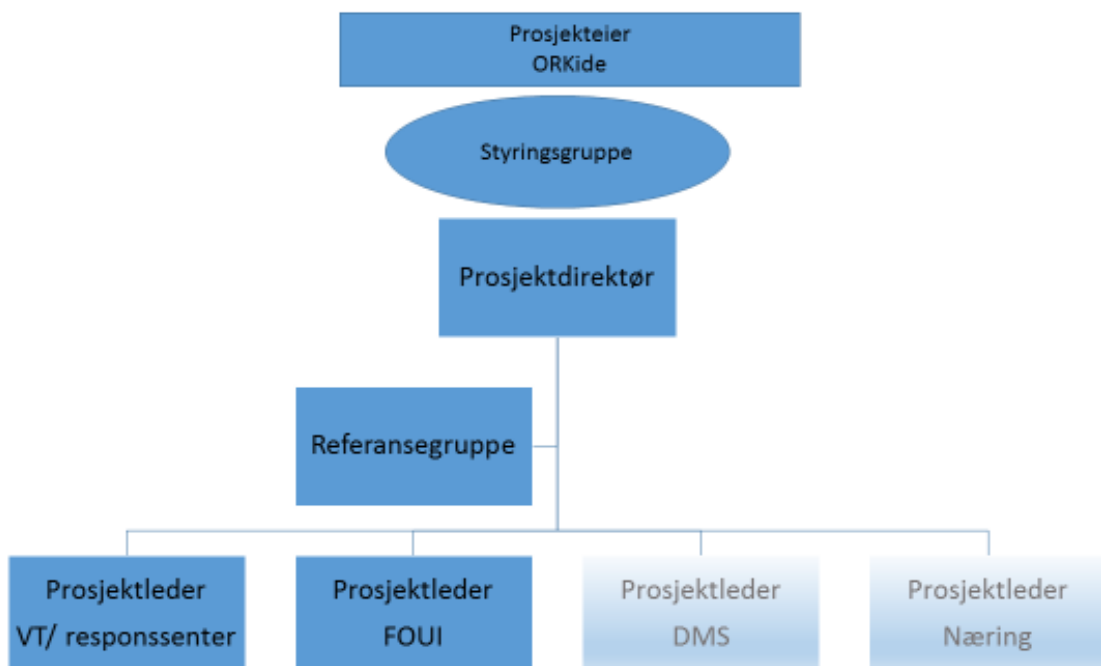 Prosjekteier
ORKide
Styringsgruppe
Prosjektdirektør
Referansegruppe
Prosjektleder
VT/ responssenter
Prosjektleder
FOUI
Prosjektleder
DMS
Prosjektleder
Næring